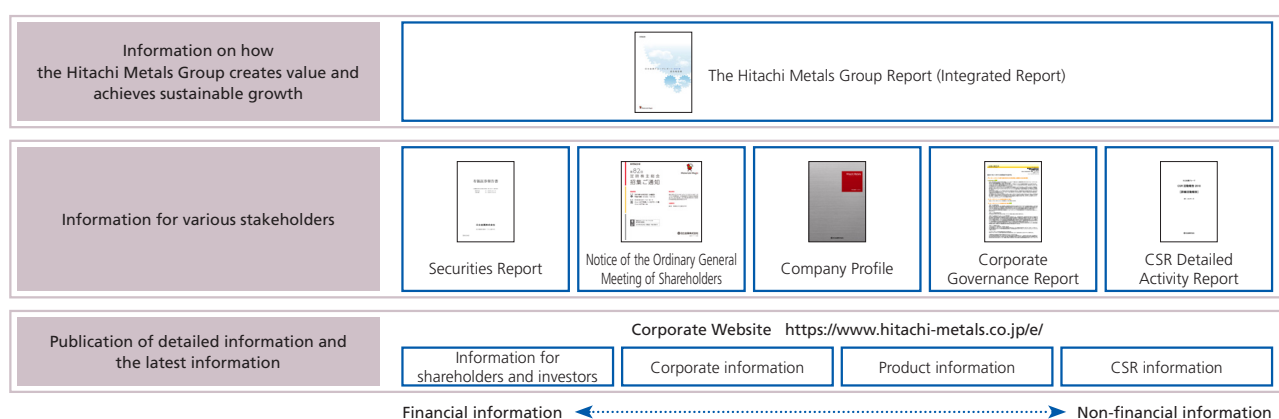 Information on how
the Hitachi Metals Group creates value and
achieves sustainable growth
The Hitachi Metals Group Report (Integrated Report)
Information for various stakeholders
Securities Report
Notice of the Ordinary General
Meeting of Shareholders
Company Profile
Corporate
Governance Report
CSR Detailed
Activity Report
Publication of detailed information and
the latest information
Corporate Website https://www.hitachi-metals.co.jp/e/
Information for
shareholders and investors
Corporate information
Product information
CSR information
Financial information
Non-financial information